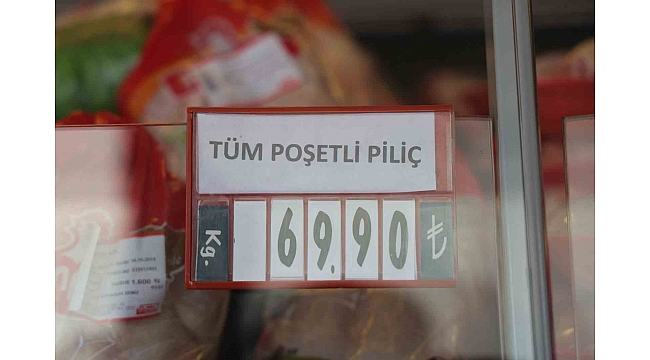 TÜM POŞETLİ PİLİÇ
Kg. 69.90 ₺